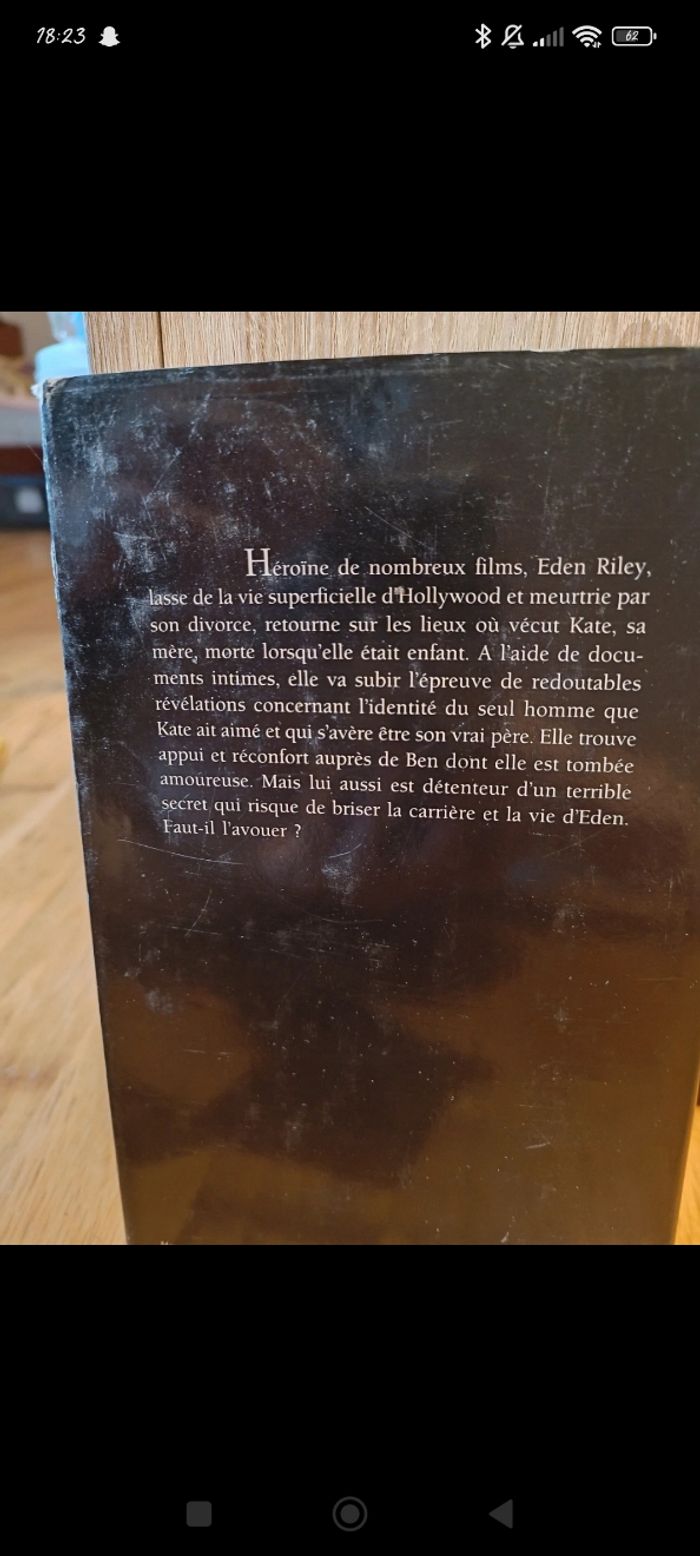 18:23
62
Héroïne de nombreux films, Eden Riley,
lasse de la vie superficielle d'Hollywood et meurtrie par
son divorce, retourne sur les lieux où vécut Kate, sa
mère, morte lorsqu'elle était enfant. A l'aide de docu-
ments intimes, elle va subir l'épreuve de redoutables
révélations concernant l'identité du seul homme que
Kate ait aimé et qui s'avère être son vrai père. Elle trouve
appui et réconfort auprès de Ben dont elle est tombée
amoureuse. Mais lui aussi est détenteur d'un terrible
secret qui risque de briser la carrière et la vie d'Eden.
Faut-il l'avouer ?